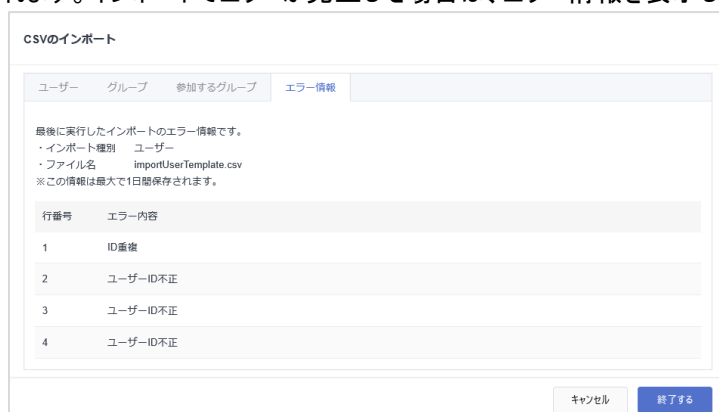 CSVのインポート
ユーザー グループ 参加するグループ エラー情報
最後に実行したインポートのエラー情報です。
・インポート種別 ユーザー
・ファイル名 importUserTemplate.csv
※この情報は最大で1日間保存されます。
行番号 エラー内容
1 ID重複
2 ユーザーID不正
3 ユーザーID不正
4 ユーザーID不正
キャンセル 終了する